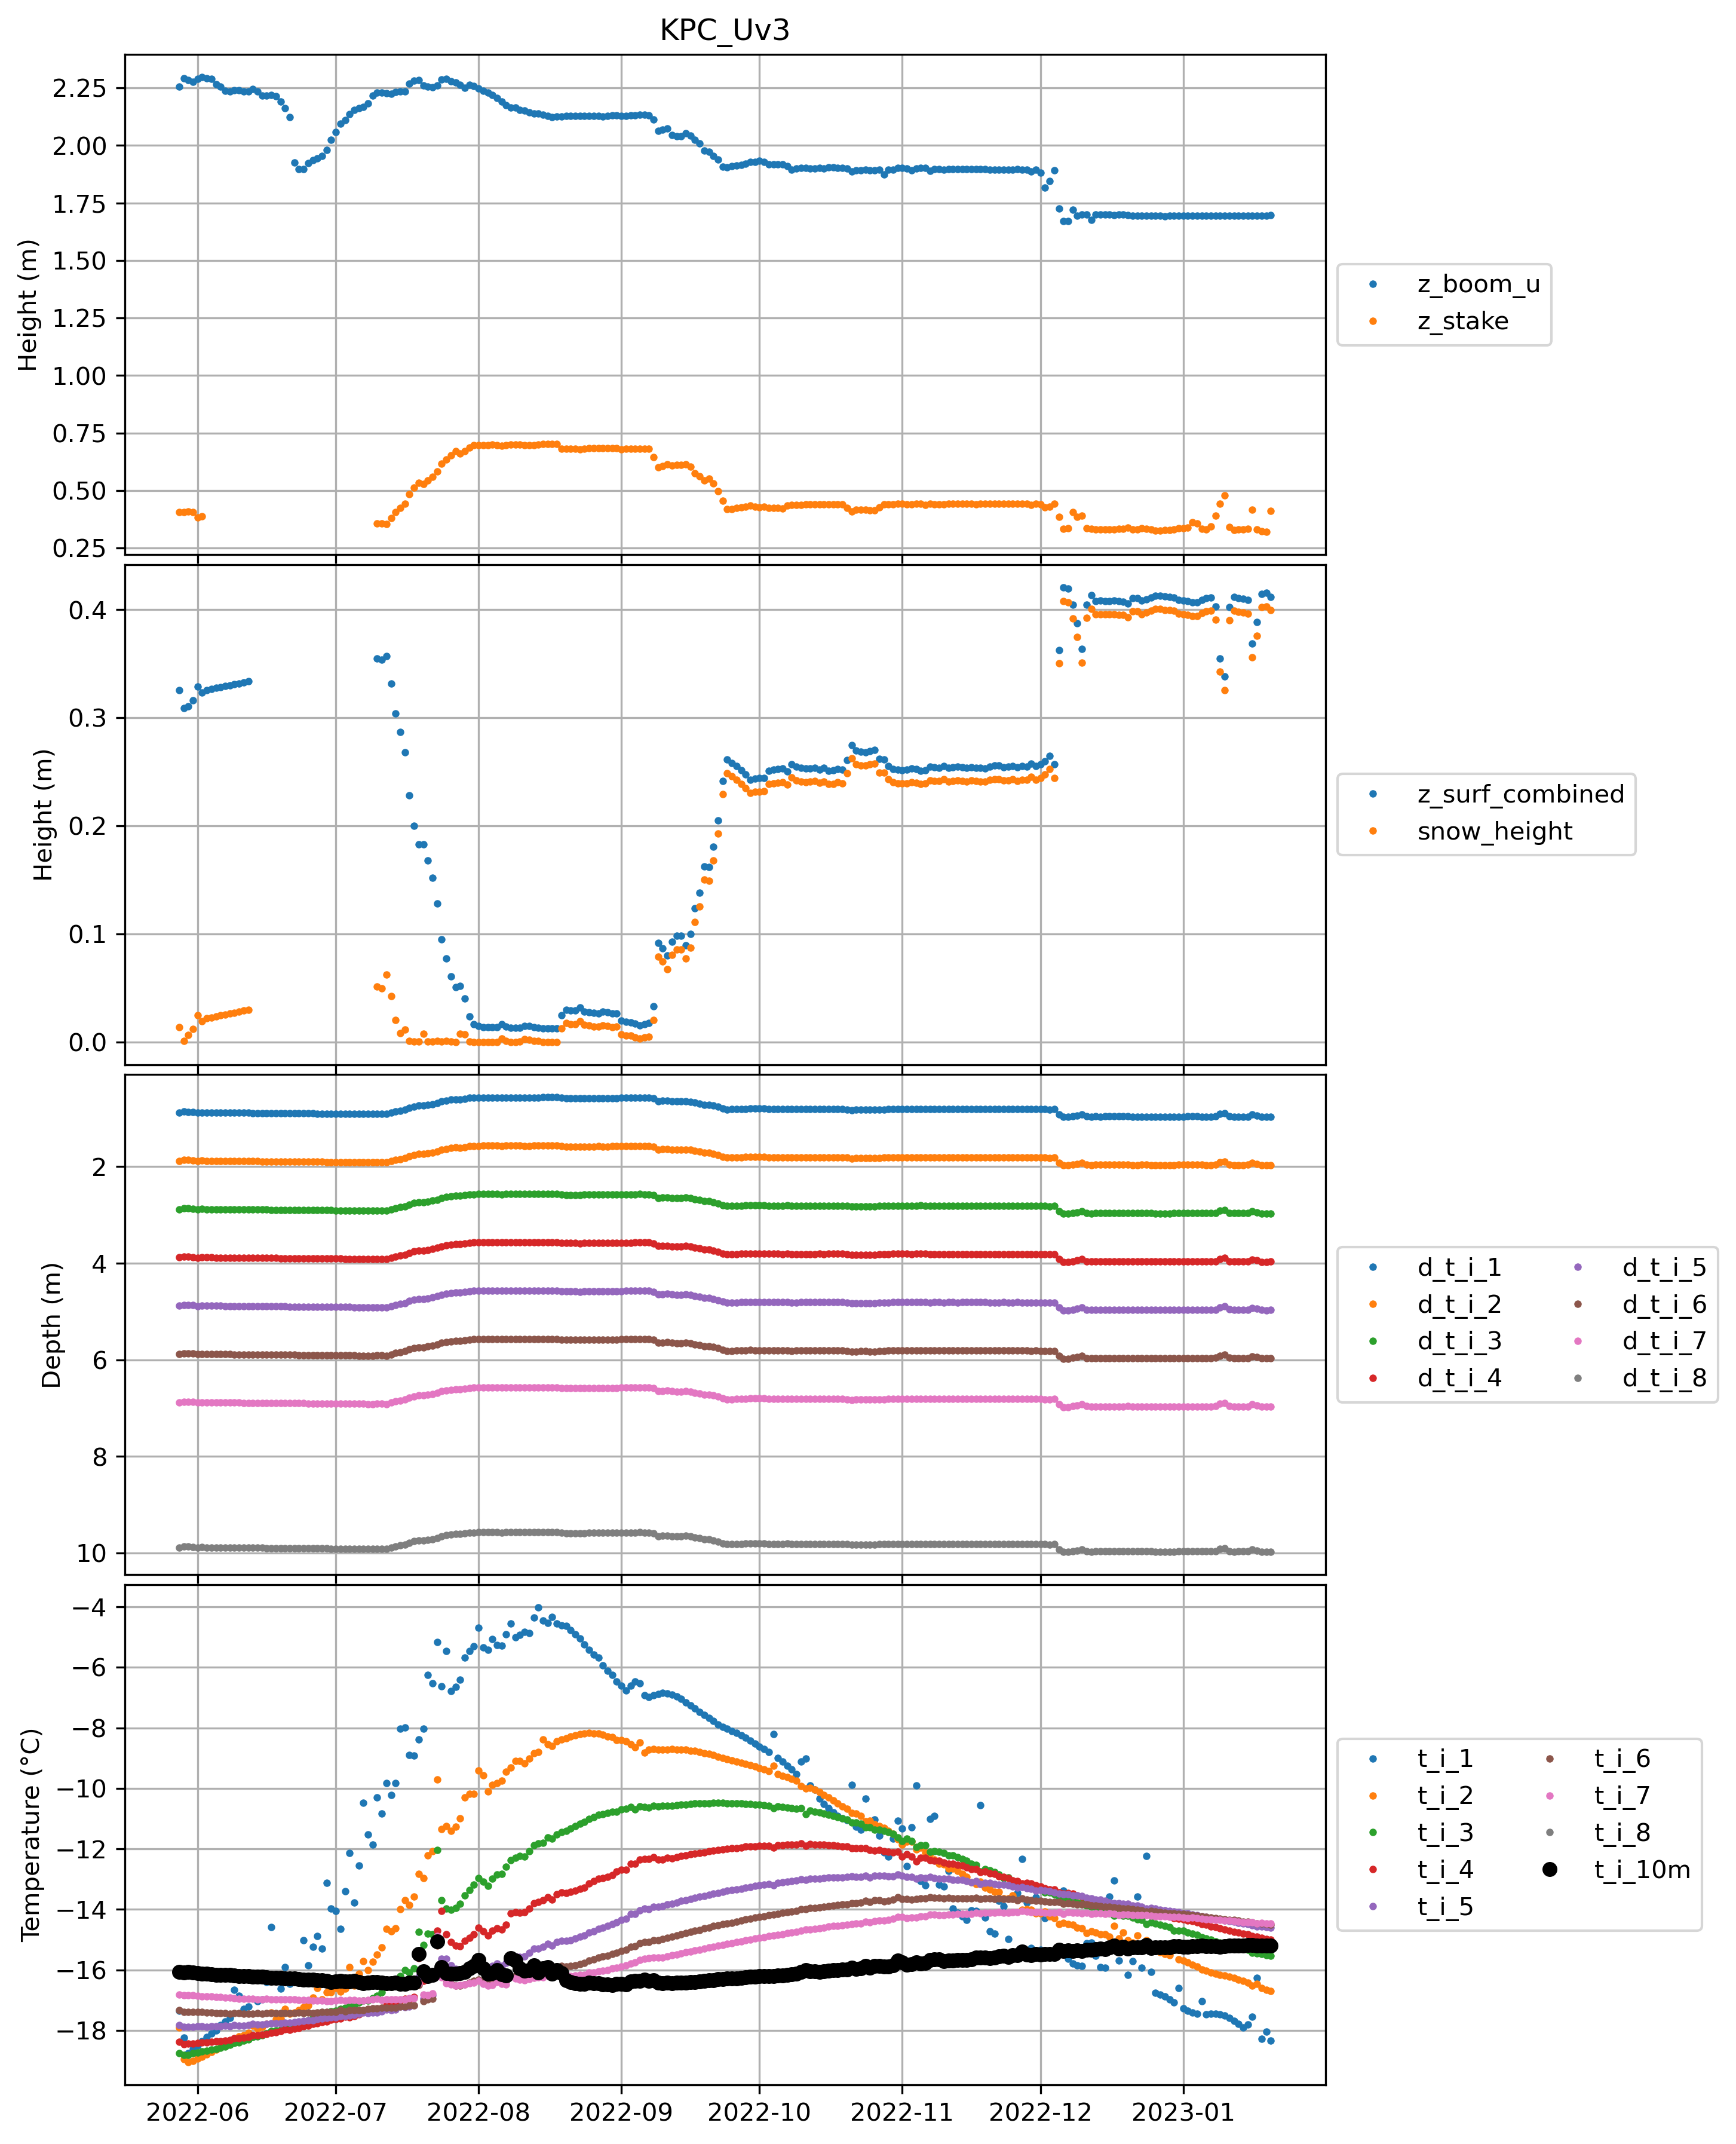 KPC_Uv3
2.25
2.00
1.75
1.50
1.25
1.00
0.75
0.50
0.25
Height (m)
z_boom_u
z_stake
0.4
0.3
0.2
0.1
0.0
Height (m)
z_surf_combined
snow_height
2
4
6
8
10
Depth (m)
d_t_i_1 d_t_i_5
d_t_i_2 d_t_i_6
d_t_i_3 d_t_i_7
d_t_i_4 d_t_i_8
−4
−6
−8
−10
−12
−14
−16
−18
Temperature (°C)
t_i_1 t_i_6
t_i_2 t_i_7
t_i_3 t_i_8
t_i_4 t_i_10m
t_i_5
2022-06 2022-07 2022-08 2022-09 2022-10 2022-11 2022-12 2023-01